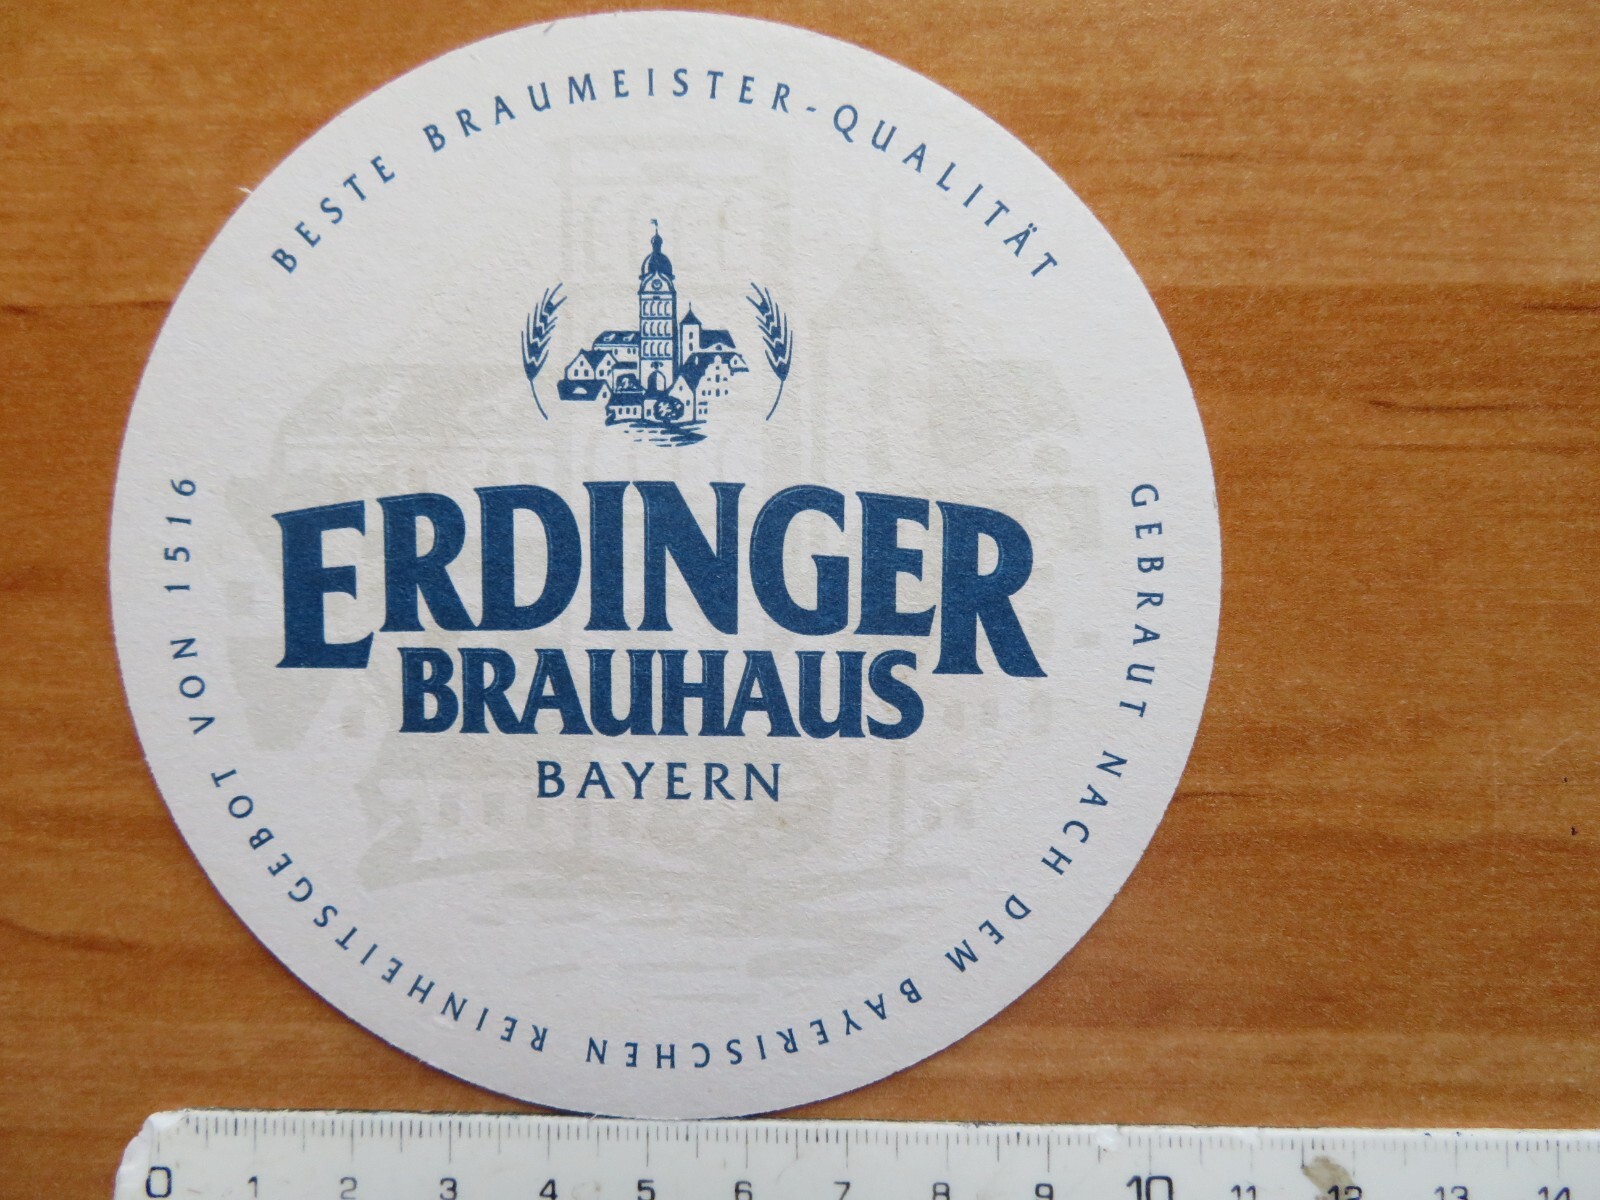 BESTE BRAUMEISTER-QUALITÄT
ERDINGER
BRAUHAUS
BAYERN
GEBRAUT NACH DEM BAYERISCHEN REINHEITSGEBOT VON 1516
0 1 2 3 4 5 6 7 8 9 10 11 12 13 14